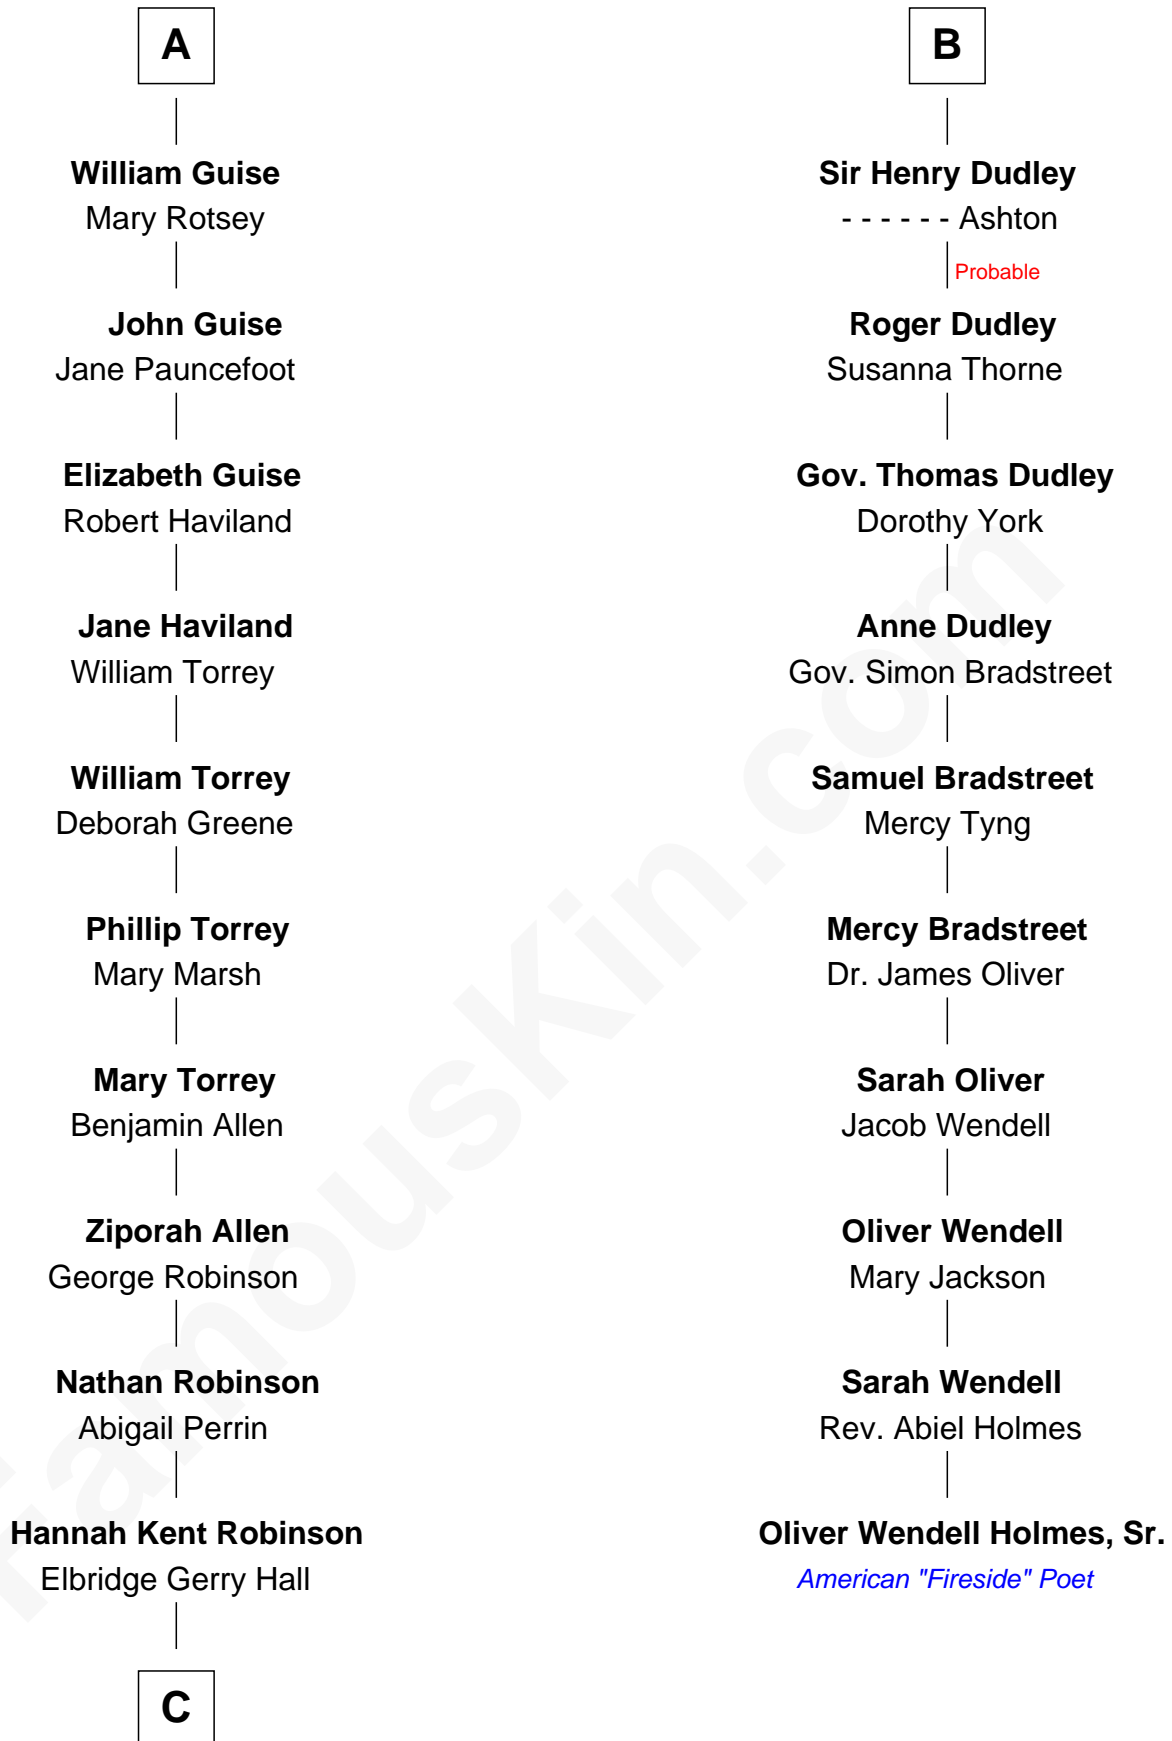 A
William Guise
Mary Rotsey
John Guise
Jane Pauncefoot
Elizabeth Guise
Robert Haviland
Jane Haviland
William Torrey
William Torrey
Deborah Greene
Phillip Torrey
Mary Marsh
Mary Torrey
Benjamin Allen
Ziporah Allen
George Robinson
Nathan Robinson
Abigail Perrin
Hannah Kent Robinson
Elbridge Gerry Hall
C
B
Sir Henry Dudley
- - - - - - Ashton
Probable
Roger Dudley
Susanna Thorne
Gov. Thomas Dudley
Dorothy York
Anne Dudley
Gov. Simon Bradstreet
Samuel Bradstreet
Mercy Tyng
Mercy Bradstreet
Dr. James Oliver
Sarah Oliver
Jacob Wendell
Oliver Wendell
Mary Jackson
Sarah Wendell
Rev. Abiel Holmes
Oliver Wendell Holmes, Sr.
American "Fireside" Poet
FamousKin.com